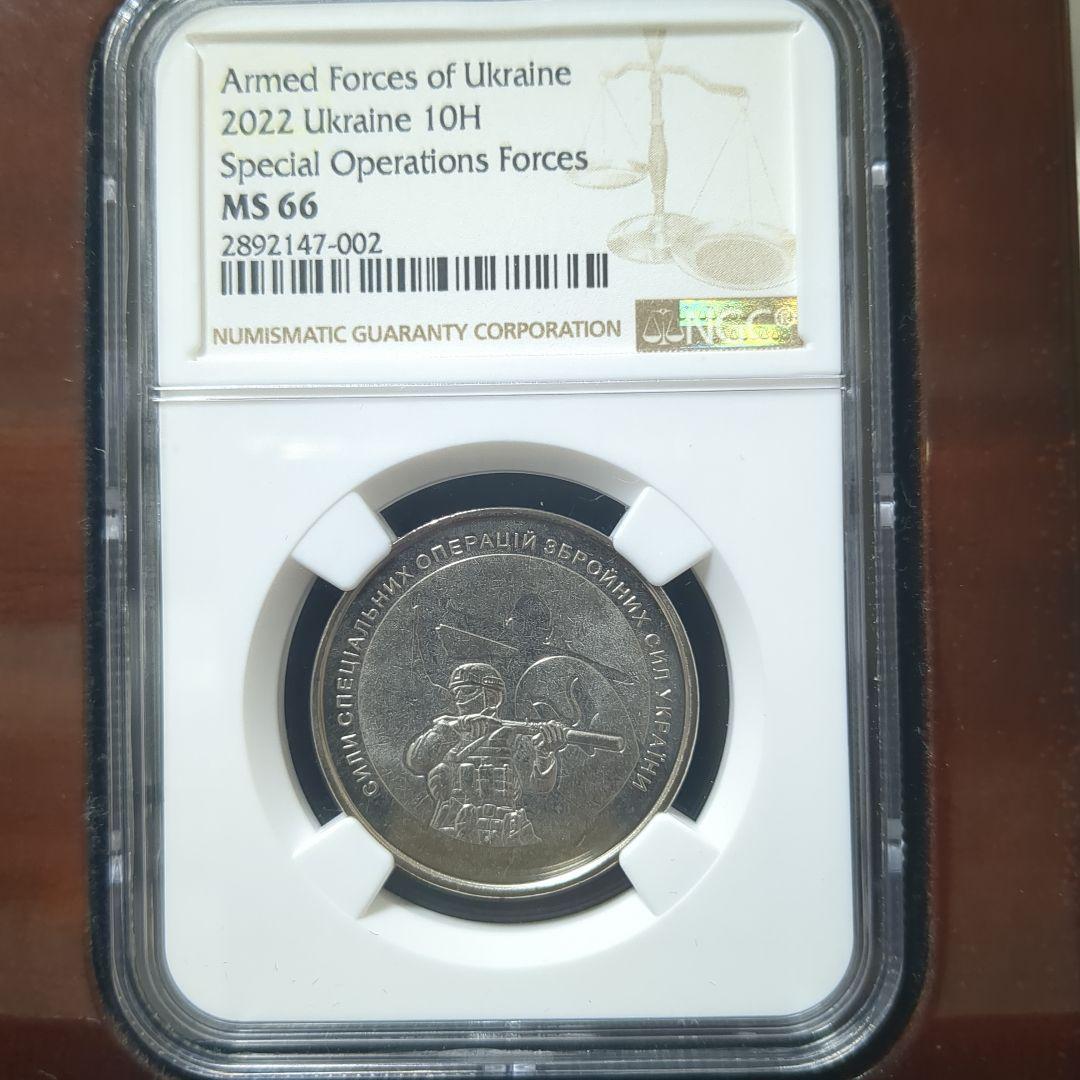 Armed Forces of Ukraine
2022 Ukraine 10H
Special Operations Forces
MS 66
2892147-002
NUMISMATIC GUARANTY CORPORATION
NGC®
СИЛИ СПЕЦІАЛЬНИХ ОПЕРАЦІЙ ЗБРОЙНИХ СИЛ УКРАЇНИ